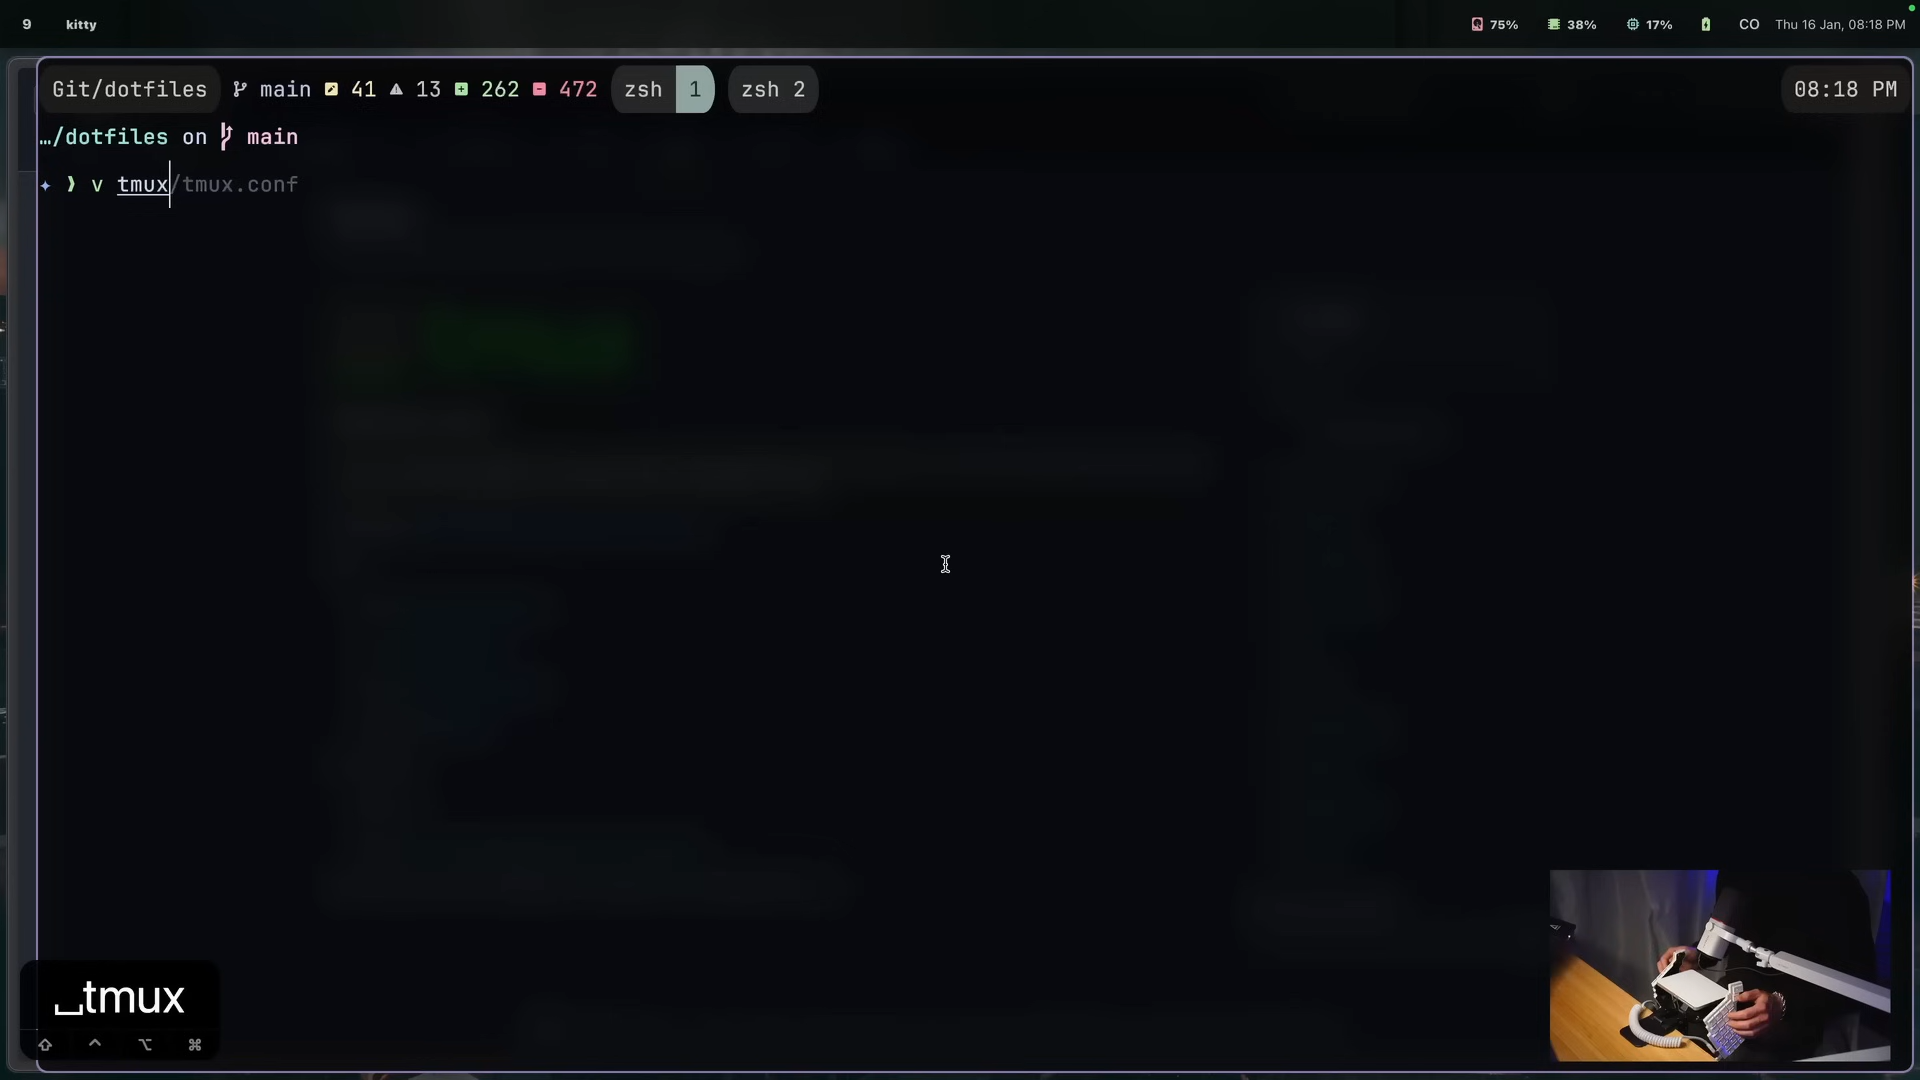 9 kitty 75% 38% 17% CO Thu 16 Jan, 08:18 PM
Git/dotfiles main 41 13 262 472 zsh 1 zsh 2 08:18 PM
…/dotfiles on main
❯ v tmux/tmux.conf
␣tmux
⇧ ⌃ ⌥ ⌘